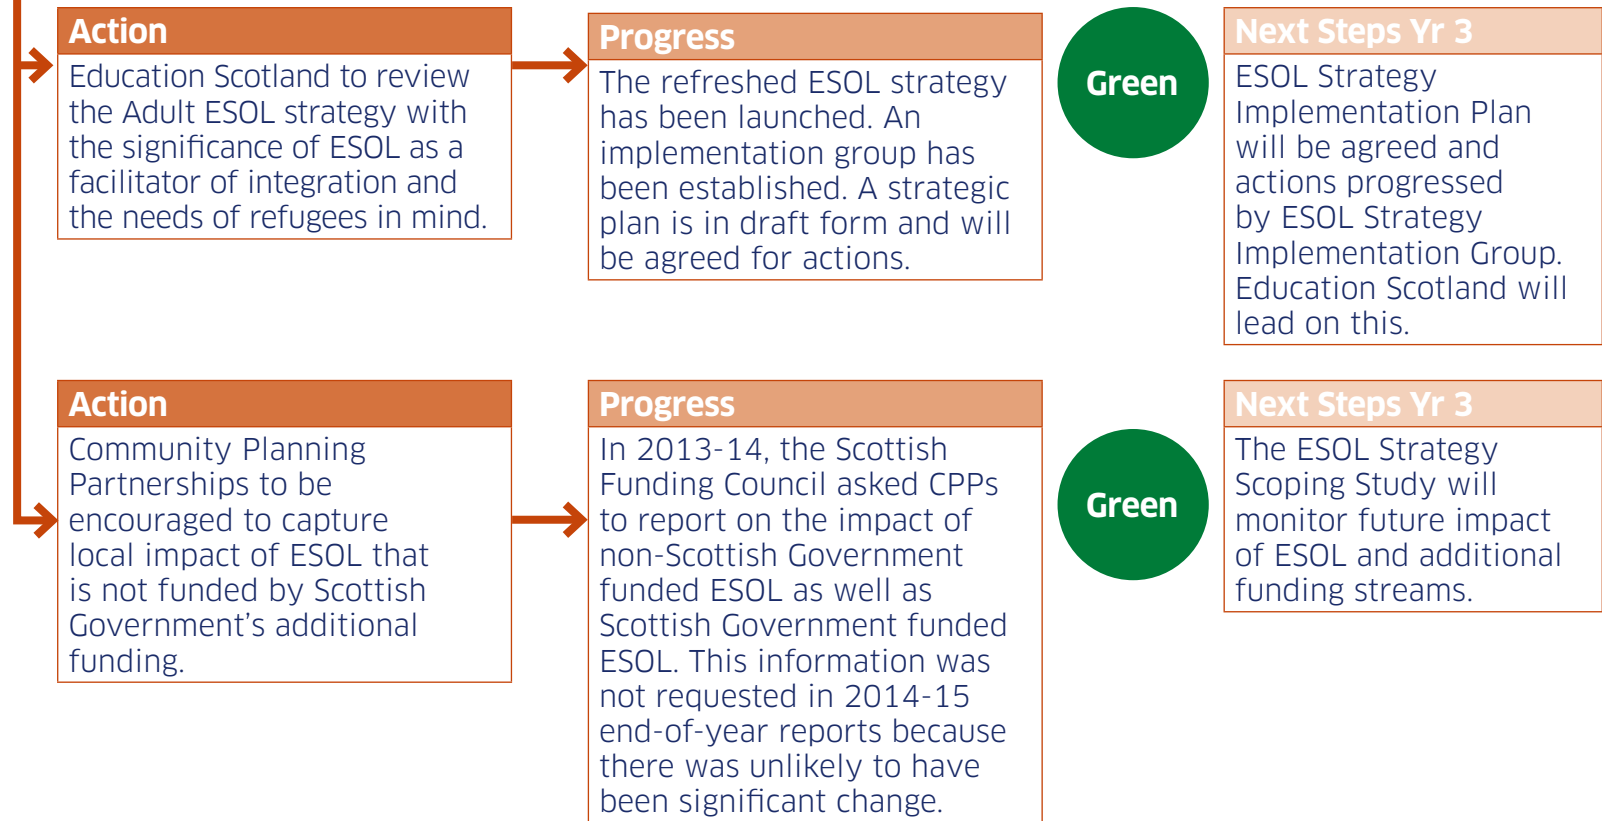 Action
Education Scotland to review
the Adult ESOL strategy with
the significance of ESOL as a
facilitator of integration and
the needs of refugees in mind.
Progress
The refreshed ESOL strategy
has been launched. An
implementation group has
been established. A strategic
plan is in draft form and will
be agreed for actions.
Green
Next Steps Yr 3
ESOL Strategy
Implementation Plan
will be agreed and
actions progressed
by ESOL Strategy
Implementation Group.
Education Scotland will
lead on this.
Action
Community Planning
Partnerships to be
encouraged to capture
local impact of ESOL that
is not funded by Scottish
Government’s additional
funding.
Progress
In 2013-14, the Scottish
Funding Council asked CPPs
to report on the impact of
non-Scottish Government
funded ESOL as well as
Scottish Government funded
ESOL. This information was
not requested in 2014-15
end-of-year reports because
there was unlikely to have
been significant change.
Green
Next Steps Yr 3
The ESOL Strategy
Scoping Study will
monitor future impact
of ESOL and additional
funding streams.